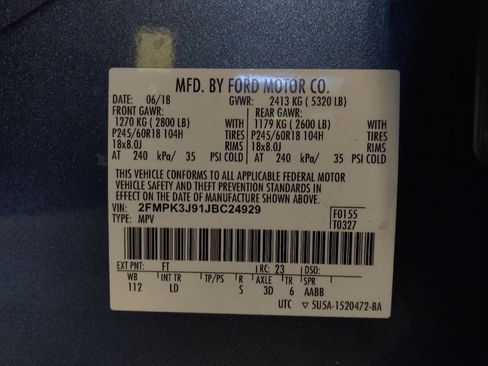 MFD. BY FORD MOTOR CO.
DATE: 06/18 GVWR: 2413 KG ( 5320 LB)
FRONT GAWR: REAR GAWR:
1270 KG ( 2800 LB) WITH 1179 KG ( 2600 LB) WITH
P245/60R18 104H TIRES P245/60R18 104H TIRES
18x8.0J RIMS 18x8.0J RIMS
AT 240 kPa/ 35 PSI COLD AT 240 kPa/ 35 PSI COLD
THIS VEHICLE CONFORMS TO ALL APPLICABLE FEDERAL MOTOR
VEHICLE SAFETY AND THEFT PREVENTION STANDARDS IN
EFFECT ON THE DATE OF MANUFACTURE SHOWN ABOVE.
VIN: 2FMPK3J91JBC24929 F0155
TYPE: MPV T0327
EXT PNT: FT RC: 23 DSO:
WB INT TR TP/PS R AXLE TR SPR
112 LD S 3D 6 AABB
UTC ▽ 5U5A-1520472-BA